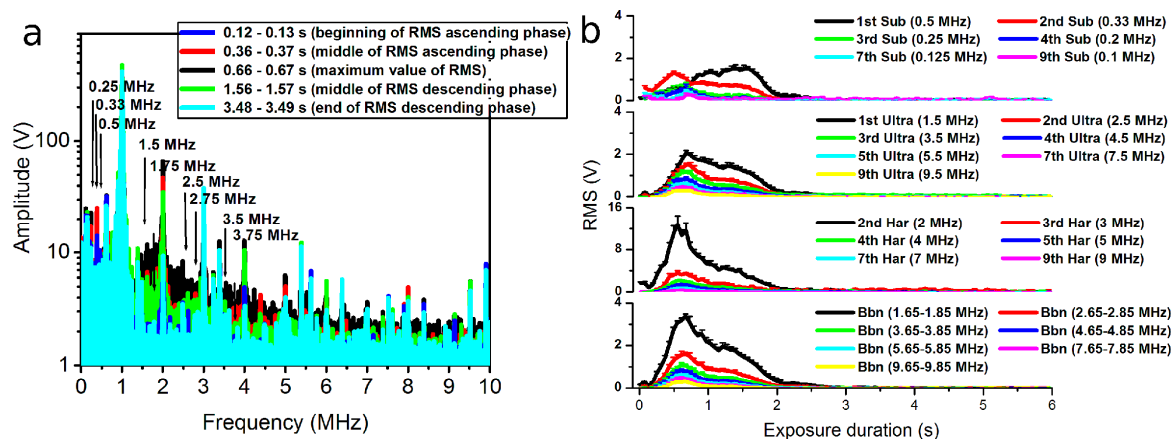 a
0.12 - 0.13 s (beginning of RMS ascending phase)
0.36 - 0.37 s (middle of RMS ascending phase)
0.66 - 0.67 s (maximum value of RMS)
1.56 - 1.57 s (middle of RMS descending phase)
3.48 - 3.49 s (end of RMS descending phase)
0.25 MHz
0.33 MHz
0.5 MHz
1.5 MHz
1.75 MHz
2.5 MHz
2.75 MHz
3.5 MHz
3.75 MHz
Amplitude (V)
100
10
1
0 1 2 3 4 5 6 7 8 9 10
Frequency (MHz)
b
1st Sub (0.5 MHz) 2nd Sub (0.33 MHz)
3rd Sub (0.25 MHz) 4th Sub (0.2 MHz)
7th Sub (0.125 MHz) 9th Sub (0.1 MHz)
4
2
0
1st Ultra (1.5 MHz) 2nd Ultra (2.5 MHz)
3rd Ultra (3.5 MHz) 4th Ultra (4.5 MHz)
5th Ultra (5.5 MHz) 7th Ultra (7.5 MHz)
9th Ultra (9.5 MHz)
4
2
0
RMS (V)
2nd Har (2 MHz) 3rd Har (3 MHz)
4th Har (4 MHz) 5th Har (5 MHz)
7th Har (7 MHz) 9th Har (9 MHz)
16
12
8
4
0
Bbn (1.65-1.85 MHz) Bbn (2.65-2.85 MHz)
Bbn (3.65-3.85 MHz) Bbn (4.65-4.85 MHz)
Bbn (5.65-5.85 MHz) Bbn (7.65-7.85 MHz)
Bbn (9.65-9.85 MHz)
4
2
0
0 1 2 3 4 5 6
Exposure duration (s)